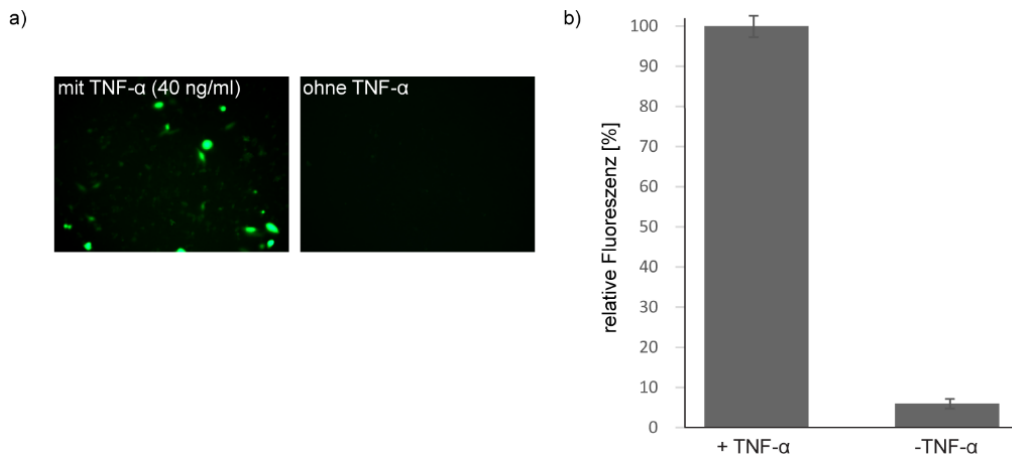 a)
mit TNF-α (40 ng/ml)
ohne TNF-α
b)
relative Fluoreszenz [%]
100
90
80
70
60
50
40
30
20
10
0
+ TNF-α
-TNF-α